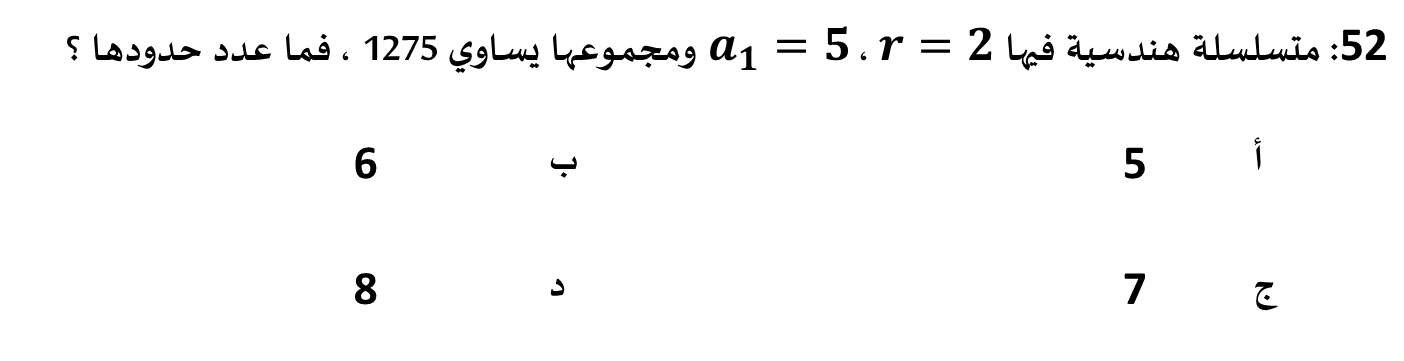 52: متسلسلة هندسية فيها r = 2 ، a₁ = 5 ومجموعها يساوي 1275 ، فما عدد حدودها ؟
أ 5 ب 6
ج 7 د 8